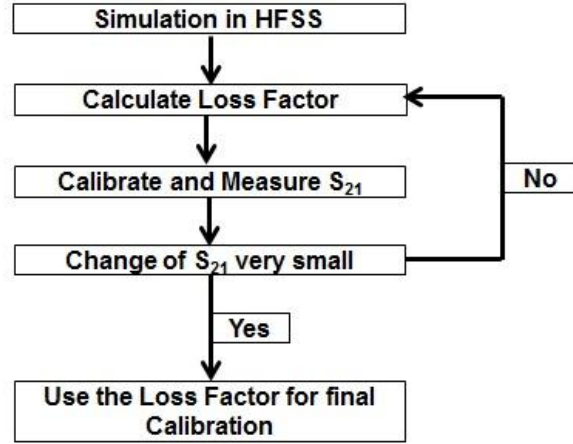 Simulation in HFSS
Calculate Loss Factor
Calibrate and Measure S₂₁
No
Change of S₂₁ very small
Yes
Use the Loss Factor for final
Calibration